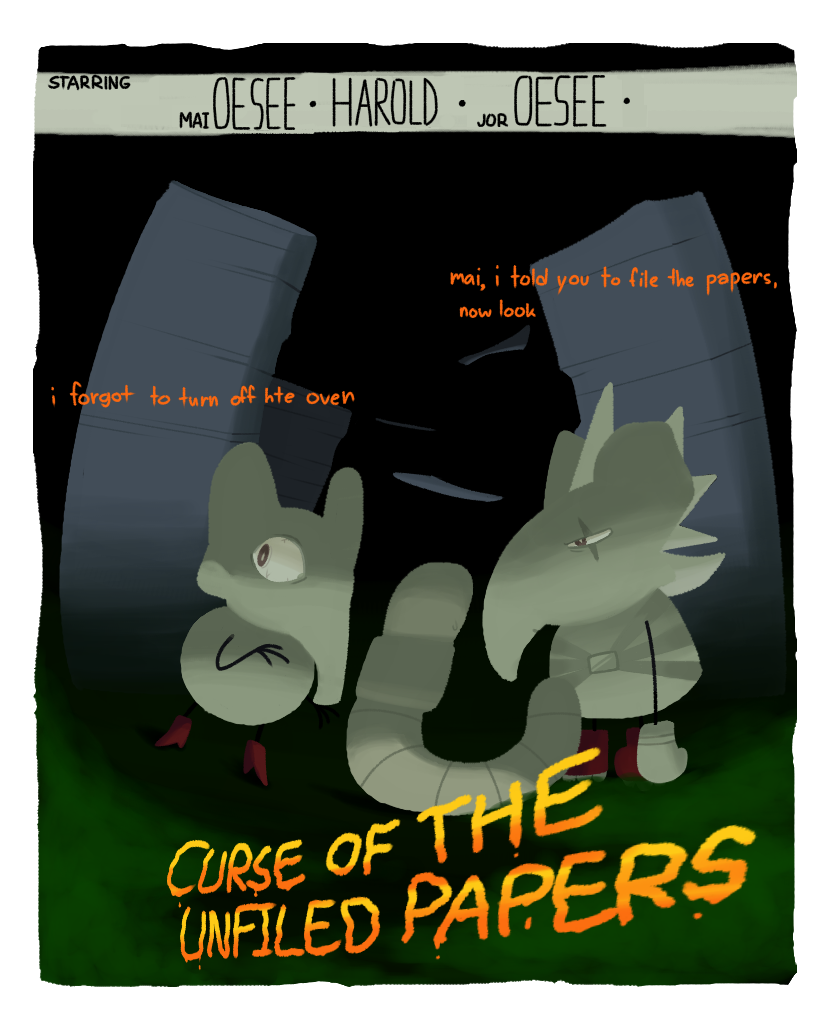 STARRING
MAI OESEE · HAROLD · JOR OESEE ·
mai, i told you to file the papers,
now look
i forgot to turn off hte oven
CURSE OF THE
UNFILED PAPERS